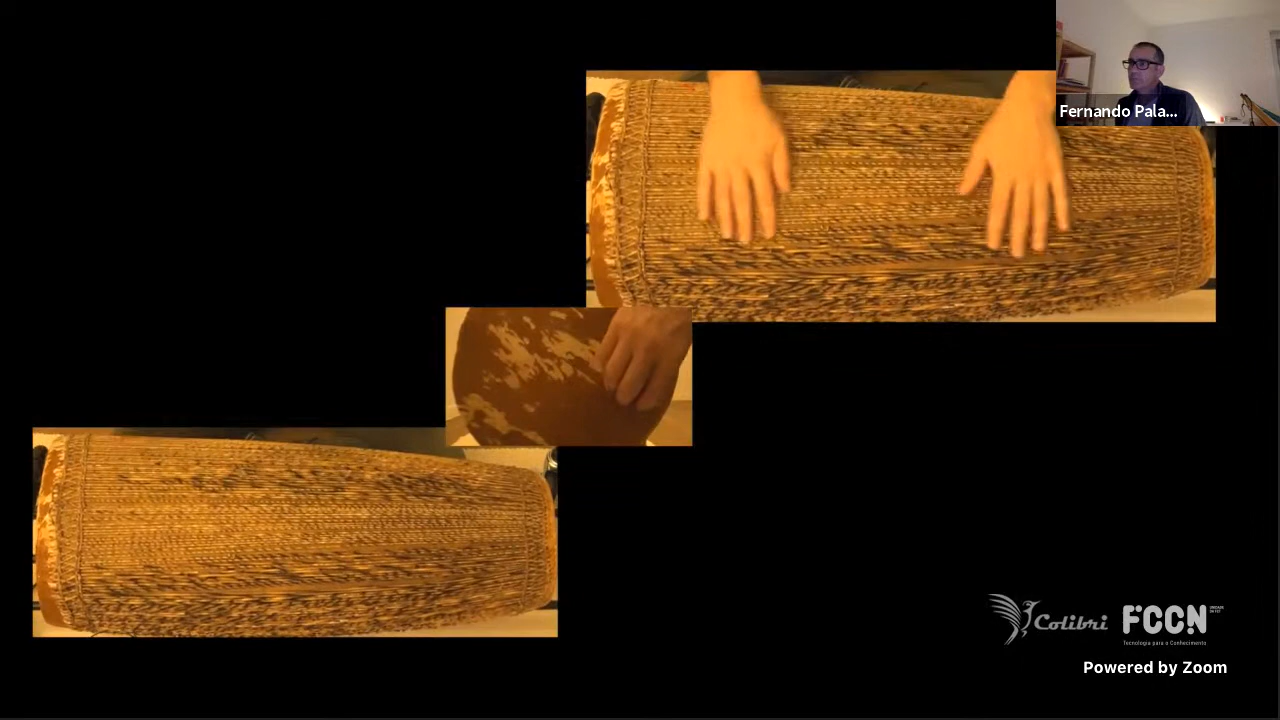 Fernando Pala...
Colibri
FCCN
Tecnologia para o Conhecimento
Powered by Zoom